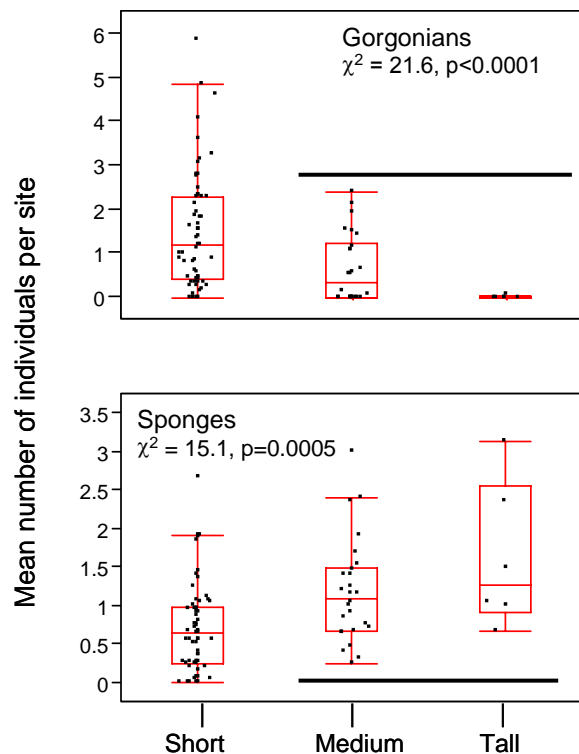 Mean number of individuals per site
6
5
4
3
2
1
0
Gorgonians
χ² = 21.6, p<0.0001
3.5
3
2.5
2
1.5
1
0.5
0
Sponges
χ² = 15.1, p=0.0005
Short Medium Tall